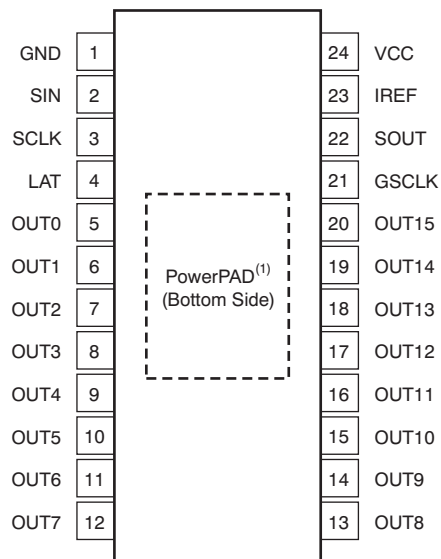 GND 1 24 VCC
SIN 2 23 IREF
SCLK 3 22 SOUT
LAT 4 21 GSCLK
OUT0 5 20 OUT15
OUT1 6 19 OUT14
PowerPAD(1)
(Bottom Side)
OUT2 7 18 OUT13
OUT3 8 17 OUT12
OUT4 9 16 OUT11
OUT5 10 15 OUT10
OUT6 11 14 OUT9
OUT7 12 13 OUT8